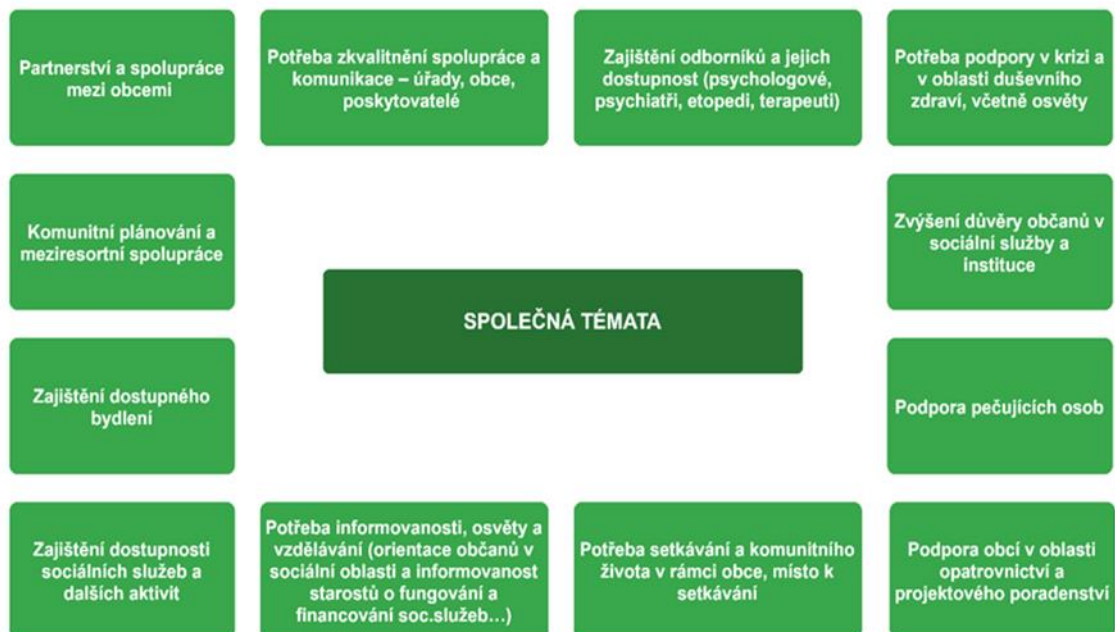 Partnerství a spolupráce
mezi obcemi
Potřeba zkvalitnění spolupráce a
komunikace – úřady, obce,
poskytovatelé
Zajištění odborníků a jejich
dostupnost (psychologové,
psychiatři, etopedi, terapeuti)
Potřeba podpory v krizi a
v oblasti duševního
zdraví, včetně osvěty
Komunitní plánování a
meziresortní spolupráce
Zvýšení důvěry občanů v
sociální služby a
instituce
SPOLEČNÁ TÉMATA
Zajištění dostupného
bydlení
Podpora pečujících osob
Zajištění dostupnosti
sociálních služeb a
dalších aktivit
Potřeba informovanosti, osvěty a
vzdělávání (orientace občanů v
sociální oblasti a informovanost
starostů o fungování a
financování soc.služeb...)
Potřeba setkávání a komunitního
života v rámci obce, místo k
setkávání
Podpora obcí v oblasti
opatrovnictví a
projektového poradenství